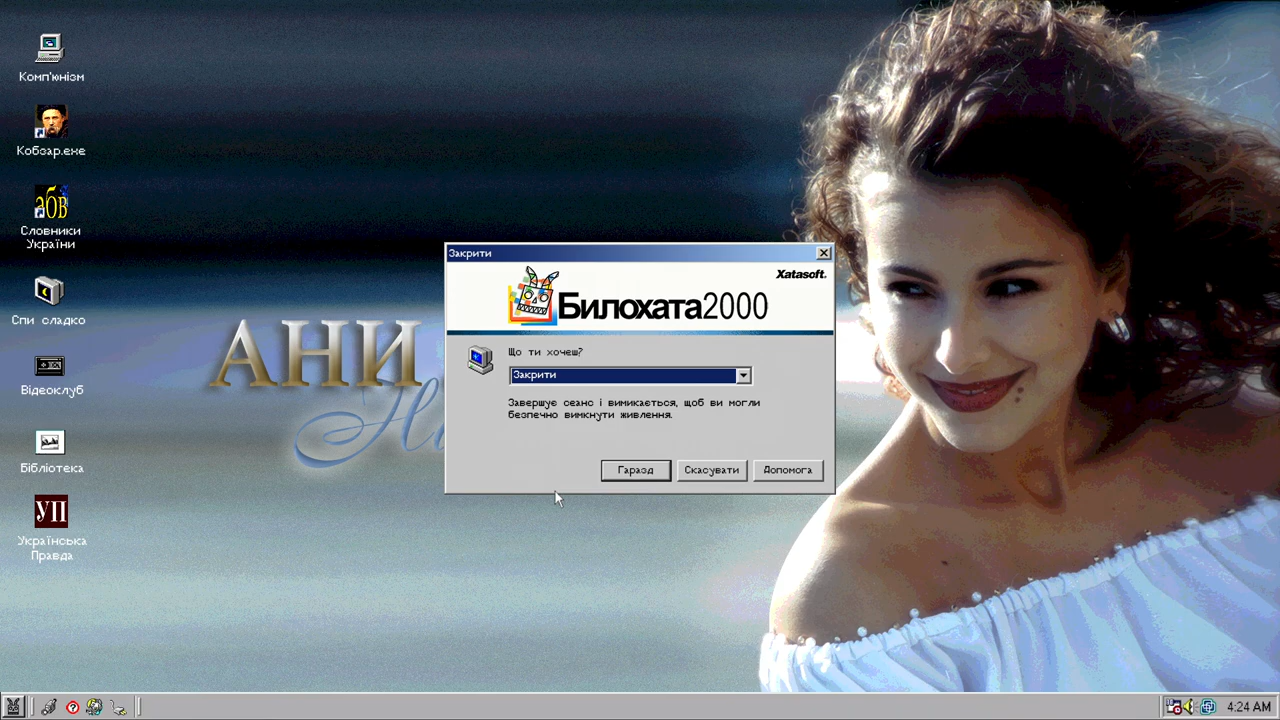 Комп'юнізм
Кобзар.exe
абв
Словники
України
Спи сладко
Відеоклуб
Бібліотека
УП
Українська
Правда
АНИ
Закрити
Xatasoft.
Билохата2000
Що ти хочеш?
Закрити
Завершує сеанс і вимикається, щоб ви могли
безпечно вимкнути живлення.
Гаразд
Скасувати
Допомога
4:24 AM